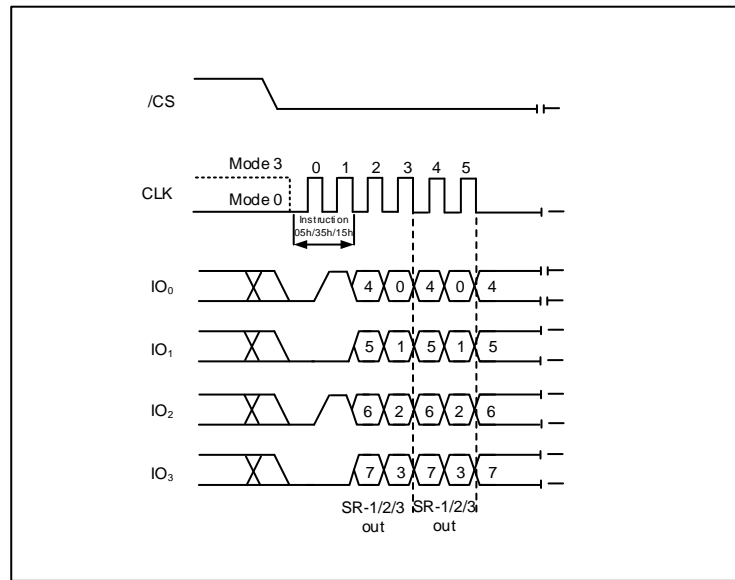 /CS
Mode 3
0 1 2 3 4 5
CLK
Mode 0
Instruction
05h/35h/15h
IO₀ 4 0 4 0 4
IO₁ 5 1 5 1 5
IO₂ 6 2 6 2 6
IO₃ 7 3 7 3 7
SR-1/2/3 SR-1/2/3
out out